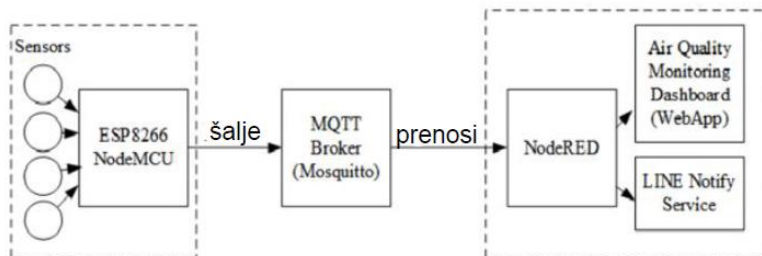 Sensors
ESP8266
NodeMCU
šalje
MQTT
Broker
(Mosquitto)
prenosi
NodeRED
Air Quality
Monitoring
Dashboard
(WebApp)
LINE Notify
Service